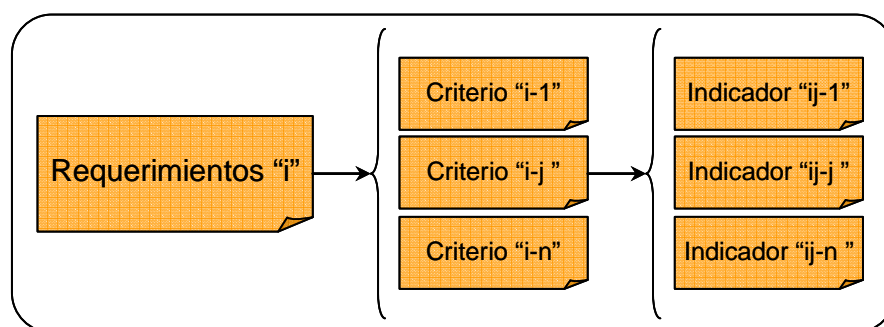 Requerimientos “i”
Criterio “i-1”
Criterio “i-j ”
Criterio “i-n”
Indicador “ij-1”
Indicador “ij-j ”
Indicador “ij-n ”